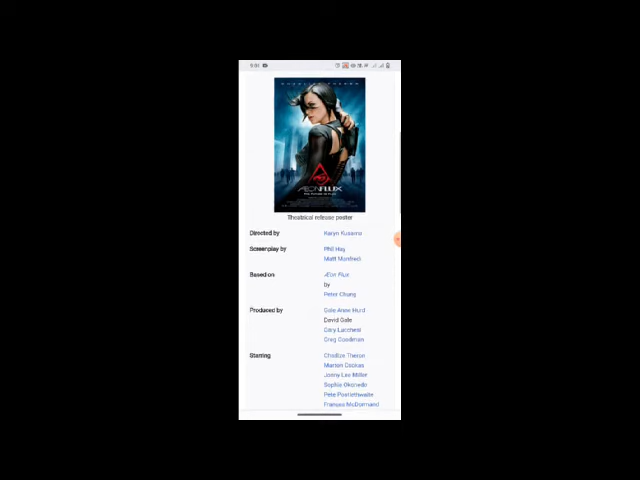 ÆONFLUX
Theatrical release poster
Directed by Karyn Kusama
Screenplay by Phil Hay
Matt Manfredi
Based on Æon Flux
by
Peter Chung
Produced by Gale Anne Hurd
David Gale
Gary Lucchesi
Greg Goodman
Starring Charlize Theron
Marton Csokas
Jonny Lee Miller
Sophie Okonedo
Pete Postlethwaite
Frances McDormand